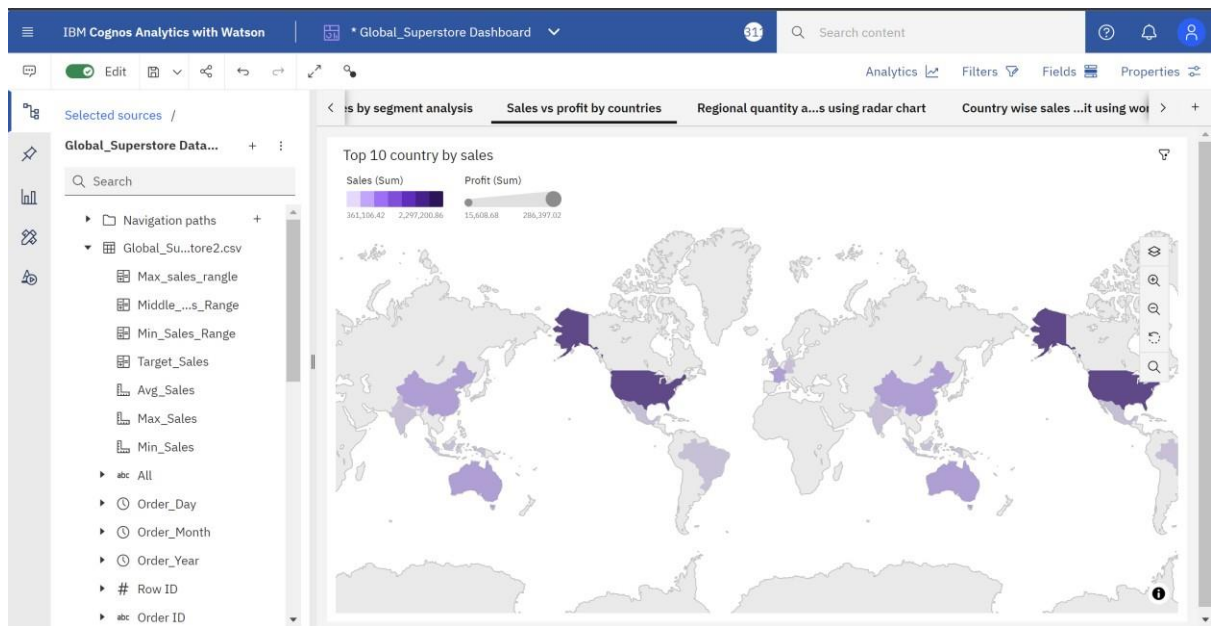 IBM Cognos Analytics with Watson
* Global_Superstore Dashboard
Search content
Edit
Analytics
Filters
Fields
Properties
Selected sources /
es by segment analysis
Sales vs profit by countries
Regional quantity a...s using radar chart
Country wise sales ...it using wor
Global_Superstore Data...
Search
Navigation paths
Global_Su...tore2.csv
Max_sales_rangle
Middle_...s_Range
Min_Sales_Range
Target_Sales
Avg_Sales
Max_Sales
Min_Sales
abc All
Order_Day
Order_Month
Order_Year
# Row ID
abc Order ID
Top 10 country by sales
Sales (Sum)
Profit (Sum)
361,106.42
2,297,200.86
15,608.68
286,397.02